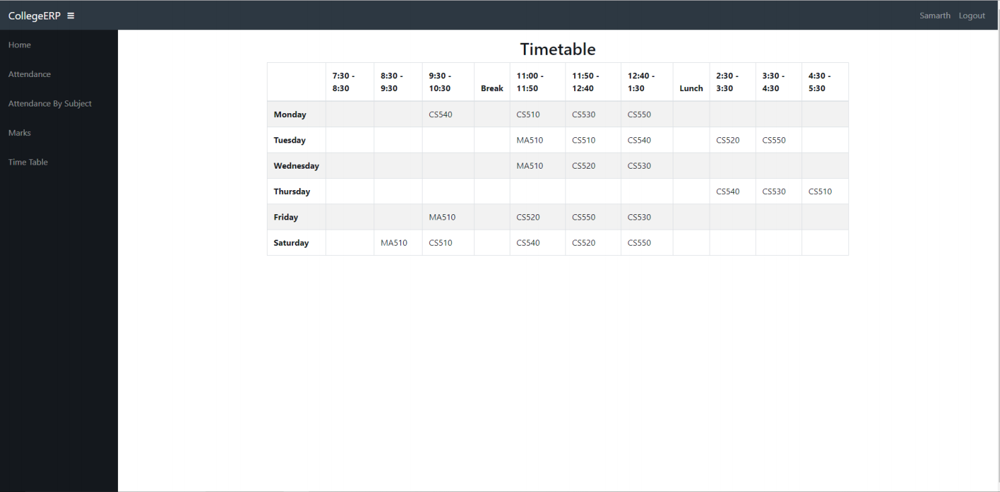 CollegeERP
Samarth Logout
Home
Attendance
Attendance By Subject
Marks
Time Table
Timetable
7:30 - 8:30 8:30 - 9:30 9:30 - 10:30 Break 11:00 - 11:50 11:50 - 12:40 12:40 - 1:30 Lunch 2:30 - 3:30 3:30 - 4:30 4:30 - 5:30
Monday CS540 CS510 CS530 CS550
Tuesday MA510 CS510 CS540 CS520 CS550
Wednesday MA510 CS520 CS530
Thursday CS540 CS530 CS510
Friday MA510 CS520 CS550 CS530
Saturday MA510 CS510 CS540 CS520 CS550